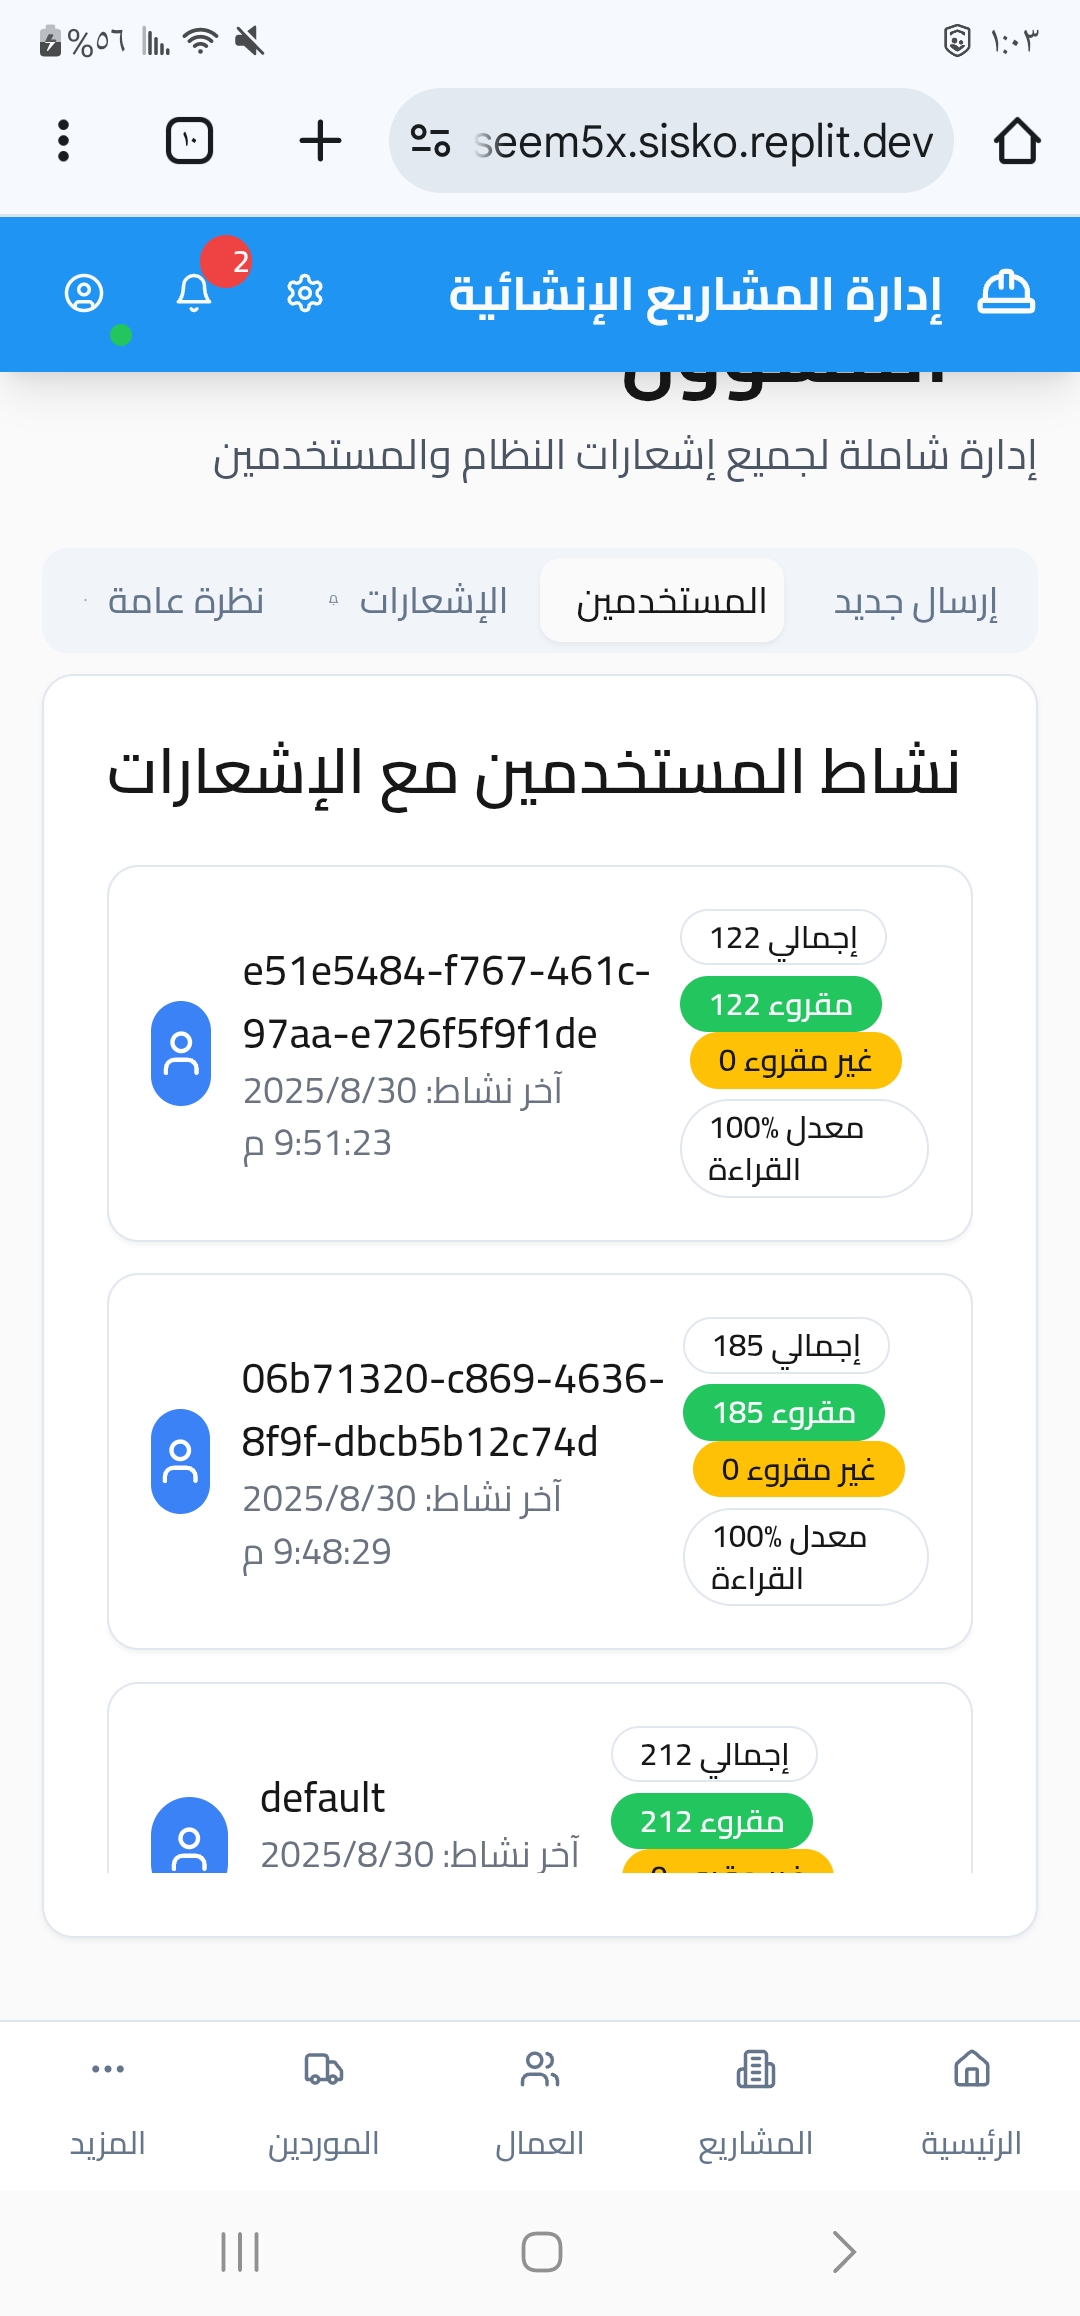 ١:٠٣
%٥٦
seem5x.sisko.replit.dev
١٠
إدارة المشاريع الإنشائية
2
إدارة شاملة لجميع إشعارات النظام والمستخدمين
إرسال جديد
المستخدمين
الإشعارات
نظرة عامة
نشاط المستخدمين مع الإشعارات
إجمالي 122
مقروء 122
غير مقروء 0
100% معدل
القراءة
e51e5484-f767-461c-
97aa-e726f5f9f1de
آخر نشاط: 2025/8/30
9:51:23 م
إجمالي 185
مقروء 185
غير مقروء 0
100% معدل
القراءة
06b71320-c869-4636-
8f9f-dbcb5b12c74d
آخر نشاط: 2025/8/30
9:48:29 م
إجمالي 212
مقروء 212
default
آخر نشاط: 2025/8/30
الرئيسية
المشاريع
العمال
الموردين
المزيد